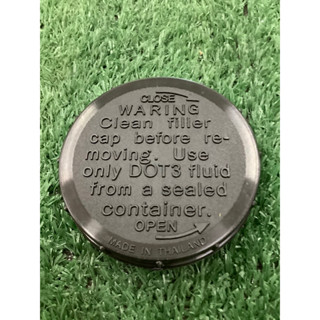 CLOSE
WARING
Clean filler
cap before re-
moving. Use
only DOT3 fluid
from a sealed
container.
OPEN
MADE IN THAILAND